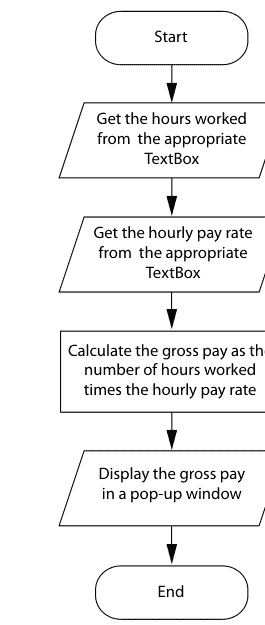 Start
Get the hours worked
from the appropriate
TextBox
Get the hourly pay rate
from the appropriate
TextBox
Calculate the gross pay as the
number of hours worked
times the hourly pay rate
Display the gross pay
in a pop-up window
End